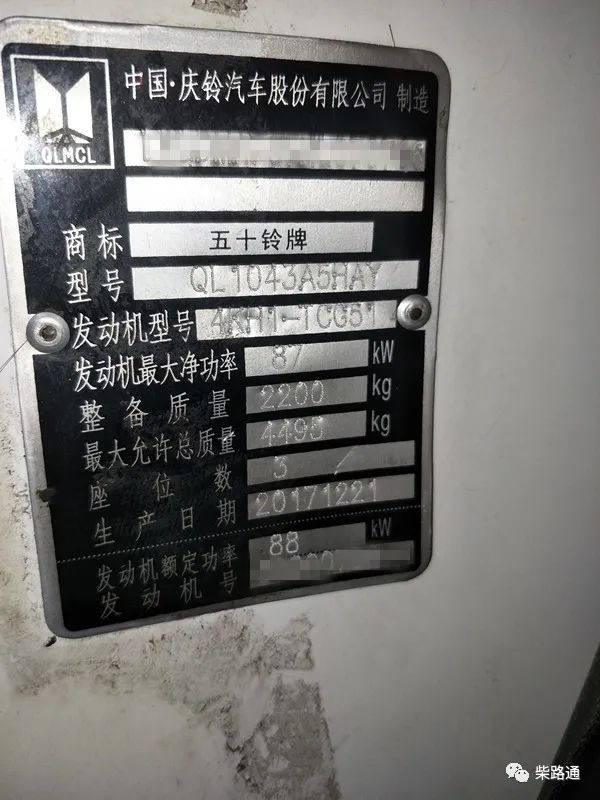 中国·庆铃汽车股份有限公司 制造
QLMCL
商标 五十铃牌
型号 QL1043A5HAY
发动机型号 4KH1-TCG51
发动机最大净功率 87 kW
整备质量 2200 kg
最大允许总质量 4495 kg
座位数 3
生产日期 20171221
发动机额定功率 88 kW
发动机号
柴路通